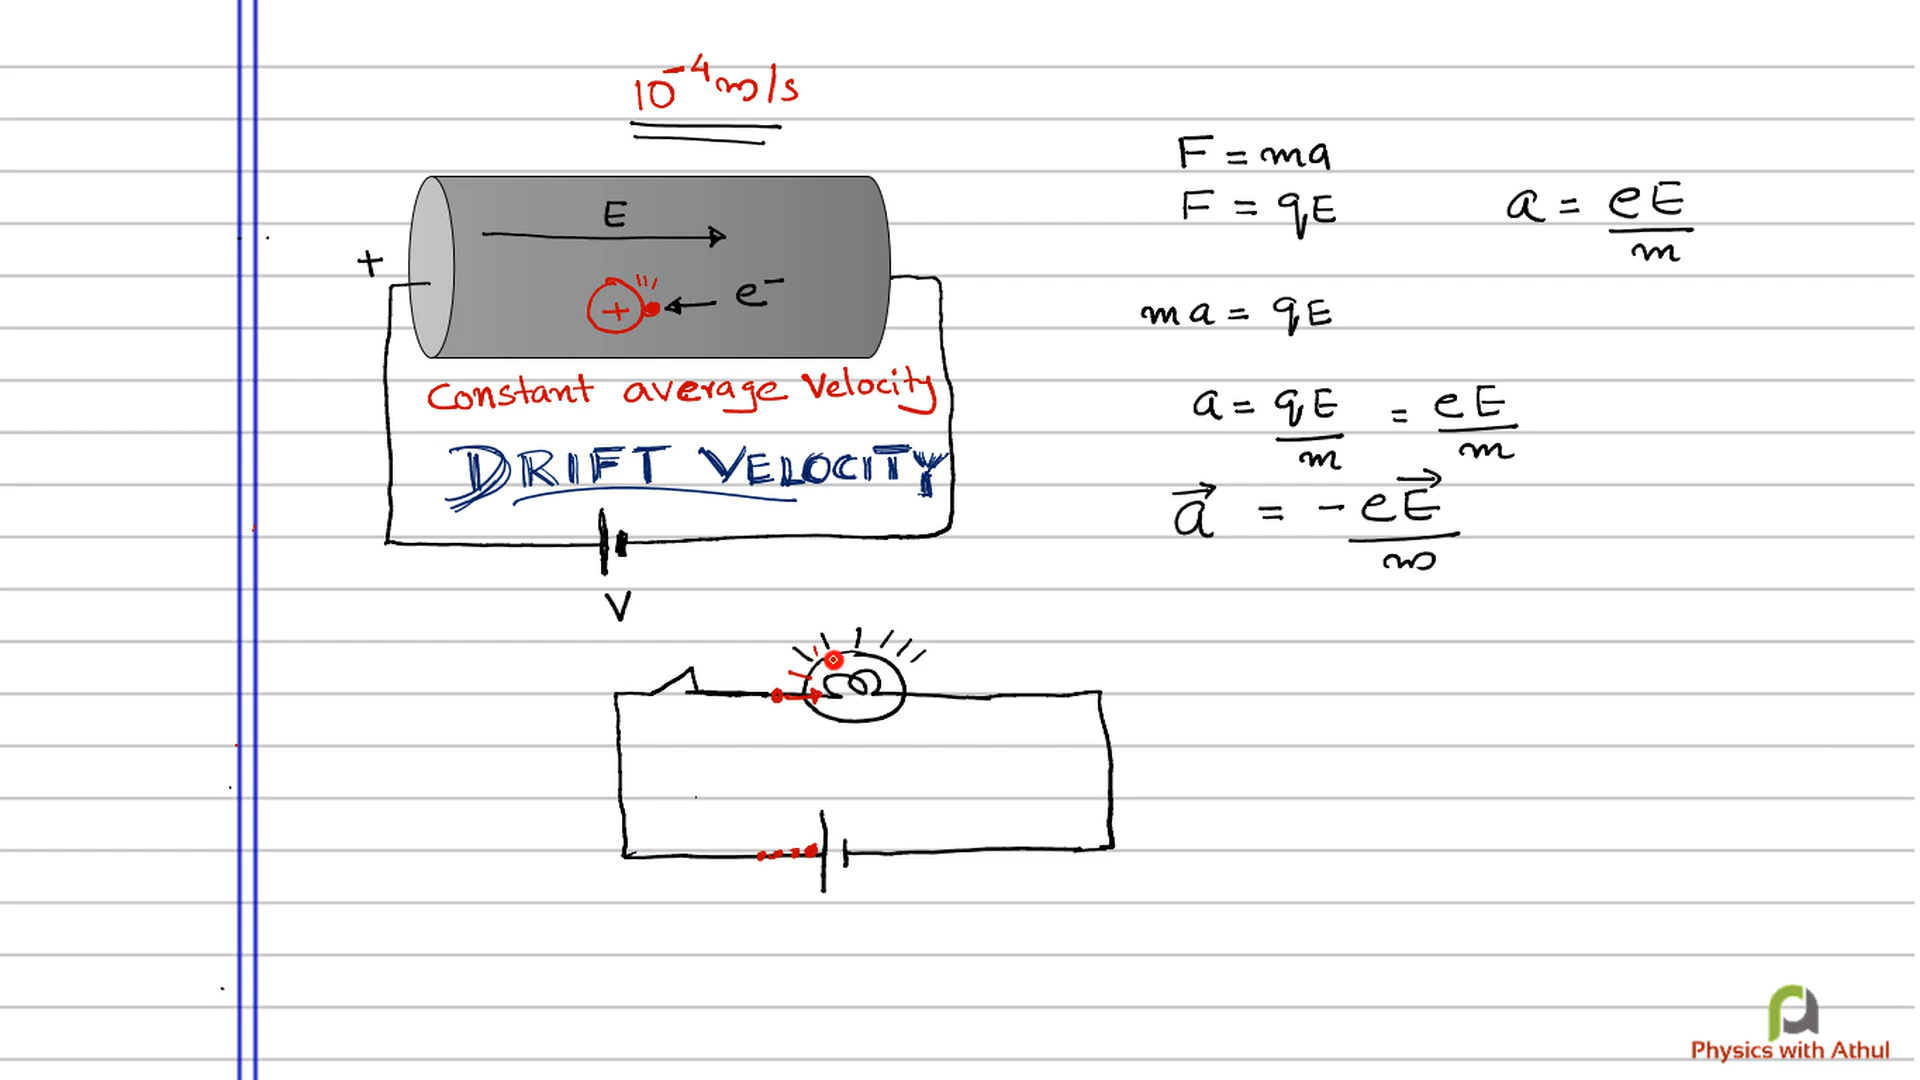 10⁻⁴ m/s
E
+
+
e⁻
Constant average Velocity
DRIFT VELOCITY
V
F = ma
F = qE
a = eE/m
ma = qE
a = qE/m = eE/m
a⃗ = -eE⃗/m
Physics with Athul